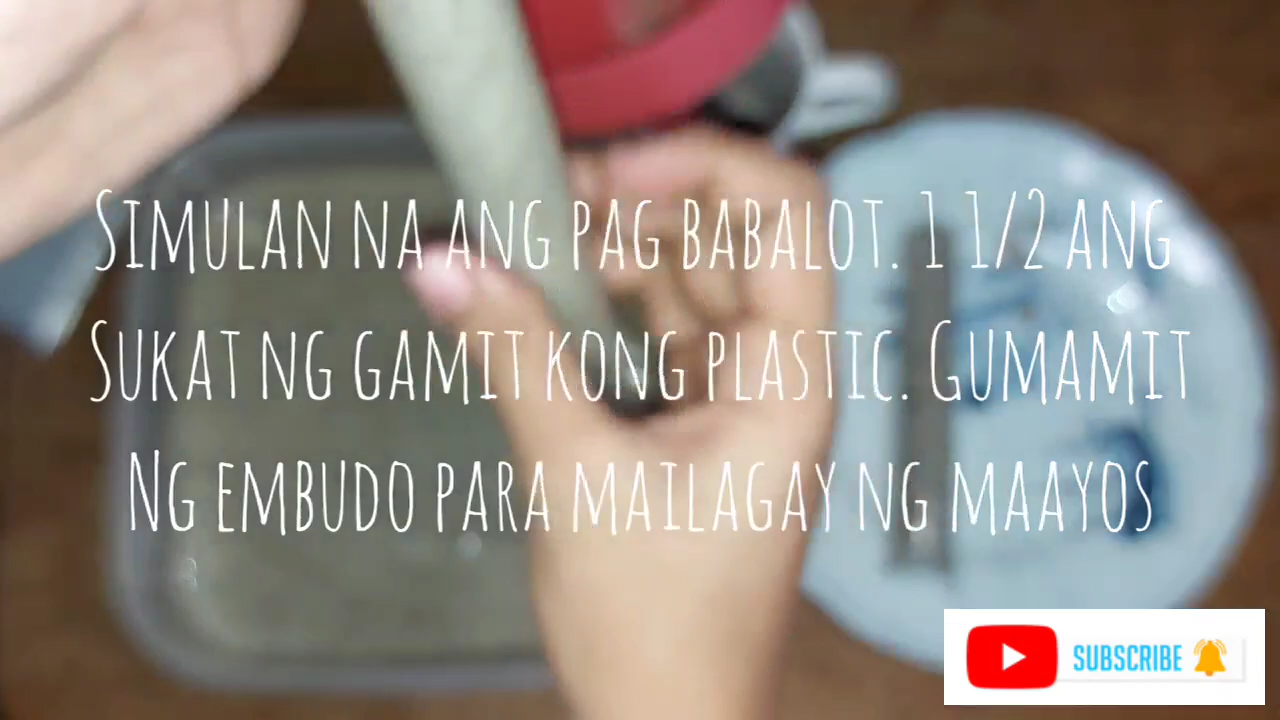 Simulan na ang pag babalot. 1 1/2 ang
Sukat ng gamit kong plastic. Gumamit
Ng embudo para mailagay ng maayos
SUBSCRIBE